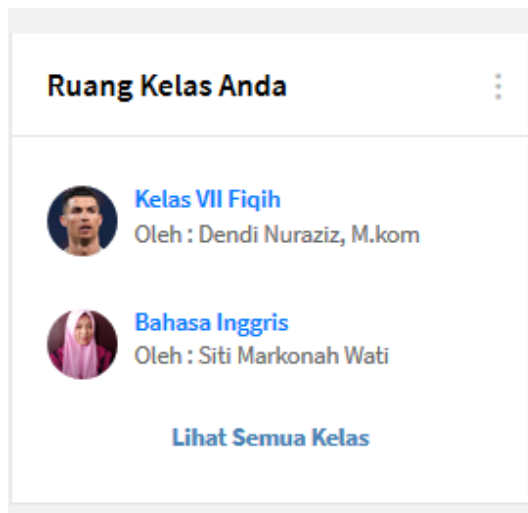 Ruang Kelas Anda
Kelas VII Fiqih
Oleh : Dendi Nuraziz, M.kom
Bahasa Inggris
Oleh : Siti Markonah Wati
Lihat Semua Kelas